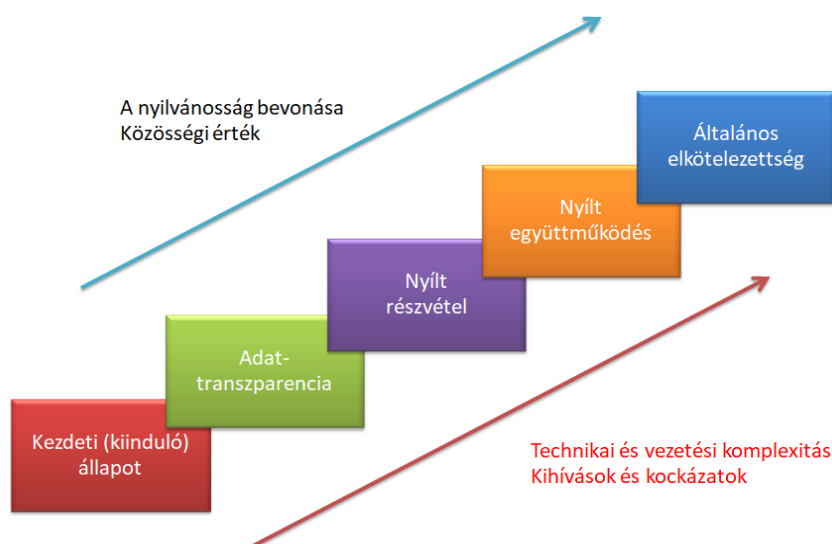 A nyilvánosság bevonása
Közösségi érték
Általános
elkötelezettség
Nyílt
együttműködés
Nyílt
részvétel
Adat-
transzparencia
Kezdeti (kiinduló)
állapot
Technikai és vezetési komplexitás
Kihívások és kockázatok